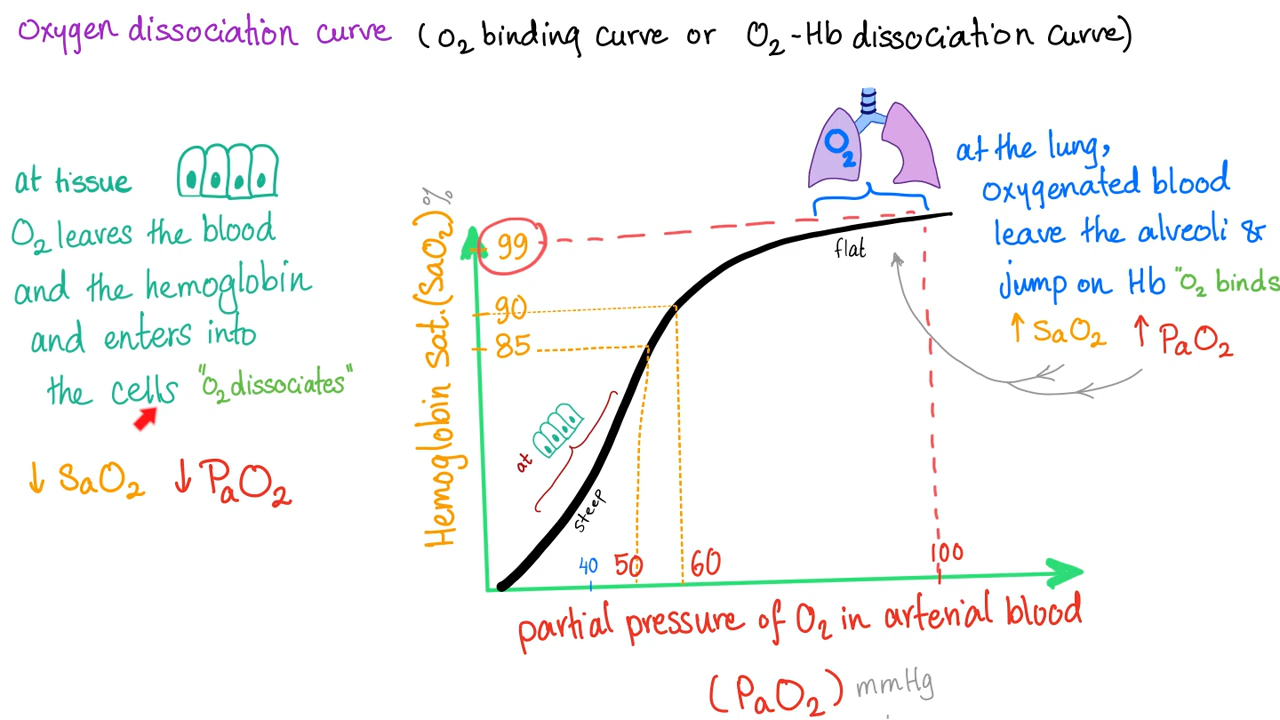 Oxygen dissociation curve (O₂ binding curve or O₂-Hb dissociation curve)
at tissue
O₂ leaves the blood
and the hemoglobin
and enters into
the cells "O₂ dissociates"
↓ SaO₂ ↓ PaO₂
Hemoglobin Sat. (SaO₂) %
99
90
85
at
steep
flat
O₂
at the lung,
oxygenated blood
leave the alveoli &
jump on Hb "O₂ binds
↑ SaO₂ ↑ PaO₂
40 50 60 100
partial pressure of O₂ in arterial blood
(PaO₂) mmHg